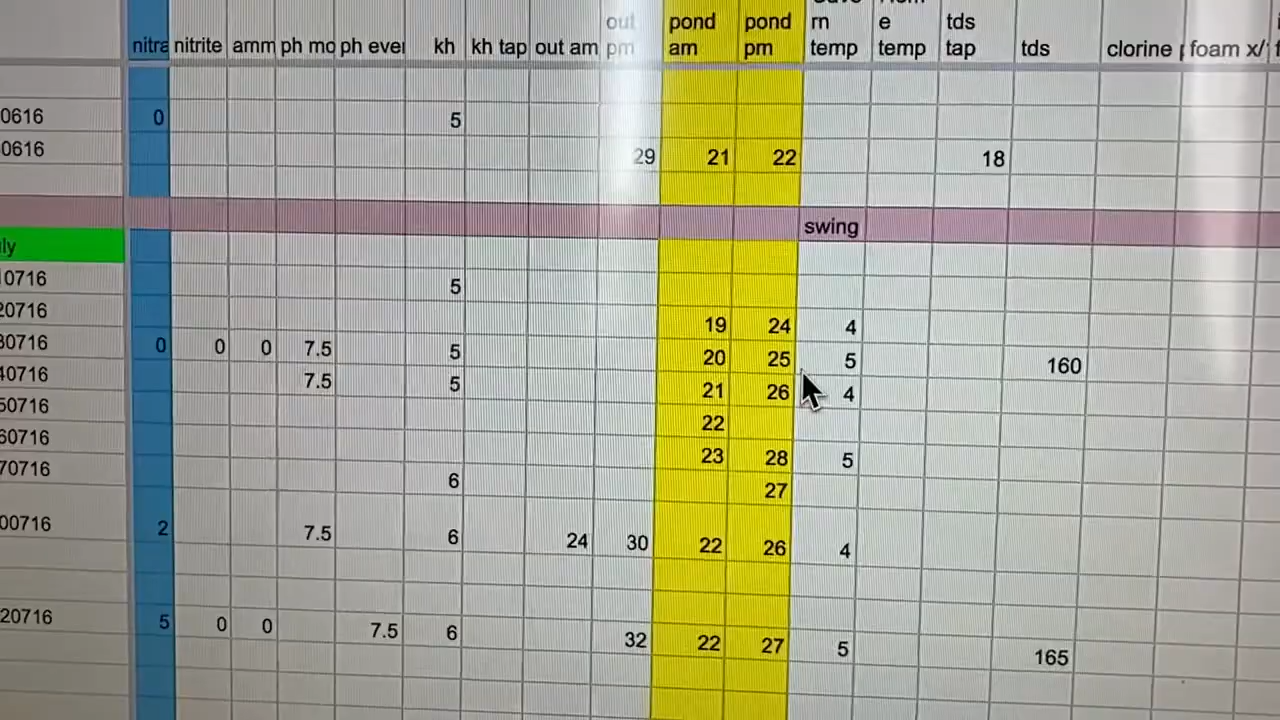 nitra nitrite amm ph mo ph ever kh kh tap out am out pm pond am pond pm rn temp e temp tds tap tds clorine foam x/
0616 0 5
0616 29 21 22 18
swing
ly
0716 5
20716 19 24 4
30716 0 0 0 7.5 5 20 25 5 160
40716 7.5 5 21 26 4
50716 22
60716 23 28 5
70716 6 27
00716 2 7.5 6 24 30 22 26 4
20716 5 0 0 7.5 6 32 22 27 5 165